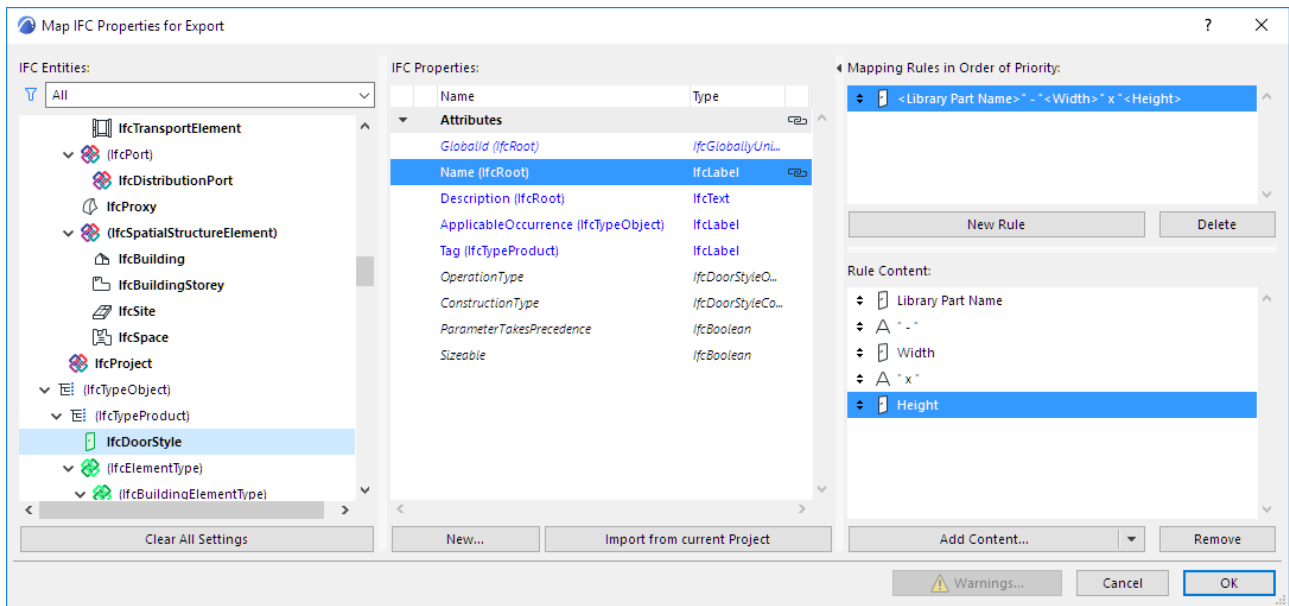 Map IFC Properties for Export
?
IFC Entities:
All
IfcTransportElement
(IfcPort)
IfcDistributionPort
IfcProxy
(IfcSpatialStructureElement)
IfcBuilding
IfcBuildingStorey
IfcSite
IfcSpace
IfcProject
(IfcTypeObject)
(IfcTypeProduct)
IfcDoorStyle
(IfcElementType)
(IfcBuildingElementType)
Clear All Settings
IFC Properties:
Name Type
Attributes
GlobalId (IfcRoot) IfcGloballyUni...
Name (IfcRoot) IfcLabel
Description (IfcRoot) IfcText
ApplicableOccurrence (IfcTypeObject) IfcLabel
Tag (IfcTypeProduct) IfcLabel
OperationType IfcDoorStyleO...
ConstructionType IfcDoorStyleCo...
ParameterTakesPrecedence IfcBoolean
Sizeable IfcBoolean
New... Import from current Project
Mapping Rules in Order of Priority:
<Library Part Name>" - "<Width>" x "<Height>
New Rule Delete
Rule Content:
Library Part Name
A " - "
Width
A " x "
Height
Add Content... Remove
Warnings... Cancel OK